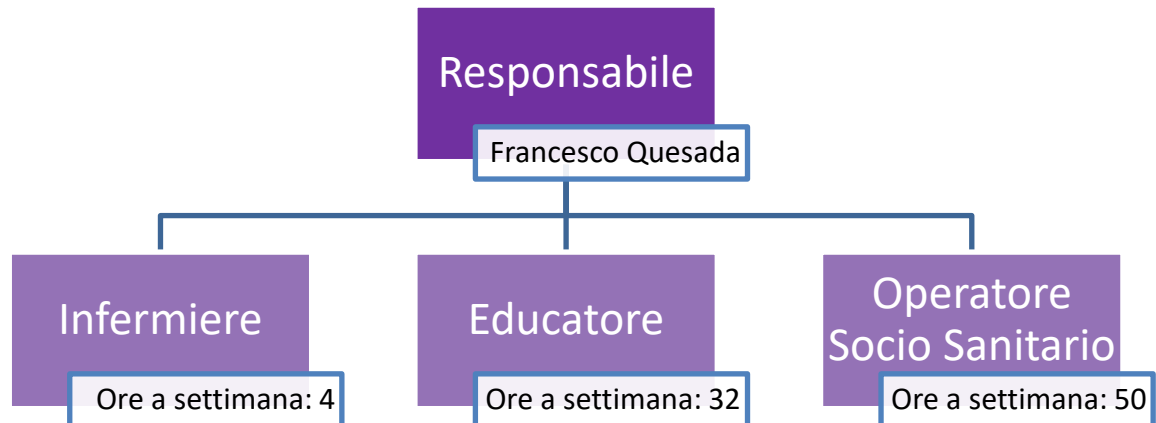 Responsabile
Francesco Quesada
Infermiere
Ore a settimana: 4
Educatore
Ore a settimana: 32
Operatore
Socio Sanitario
Ore a settimana: 50